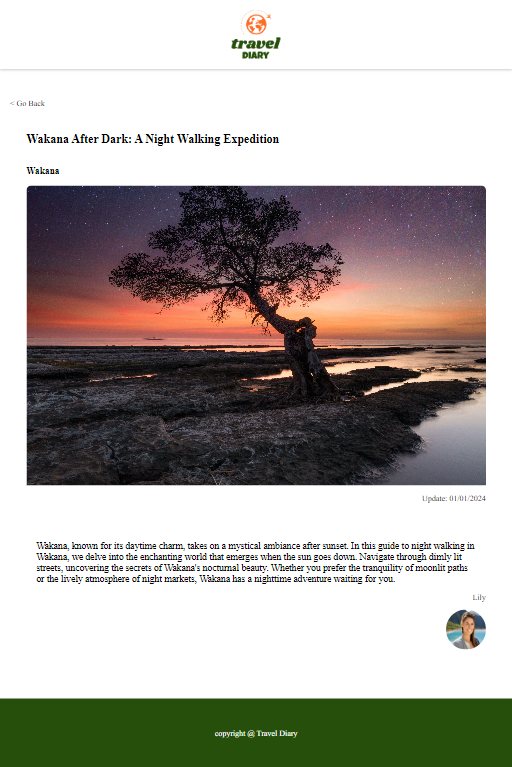 travel
DIARY
< Go Back
Wakana After Dark: A Night Walking Expedition
Wakana
Update: 01/01/2024
Wakana, known for its daytime charm, takes on a mystical ambiance after sunset. In this guide to night walking in
Wakana, we delve into the enchanting world that emerges when the sun goes down. Navigate through dimly lit
streets, uncovering the secrets of Wakana's nocturnal beauty. Whether you prefer the tranquility of moonlit paths
or the lively atmosphere of night markets, Wakana has a nighttime adventure waiting for you.
Lily
copyright @ Travel Diary